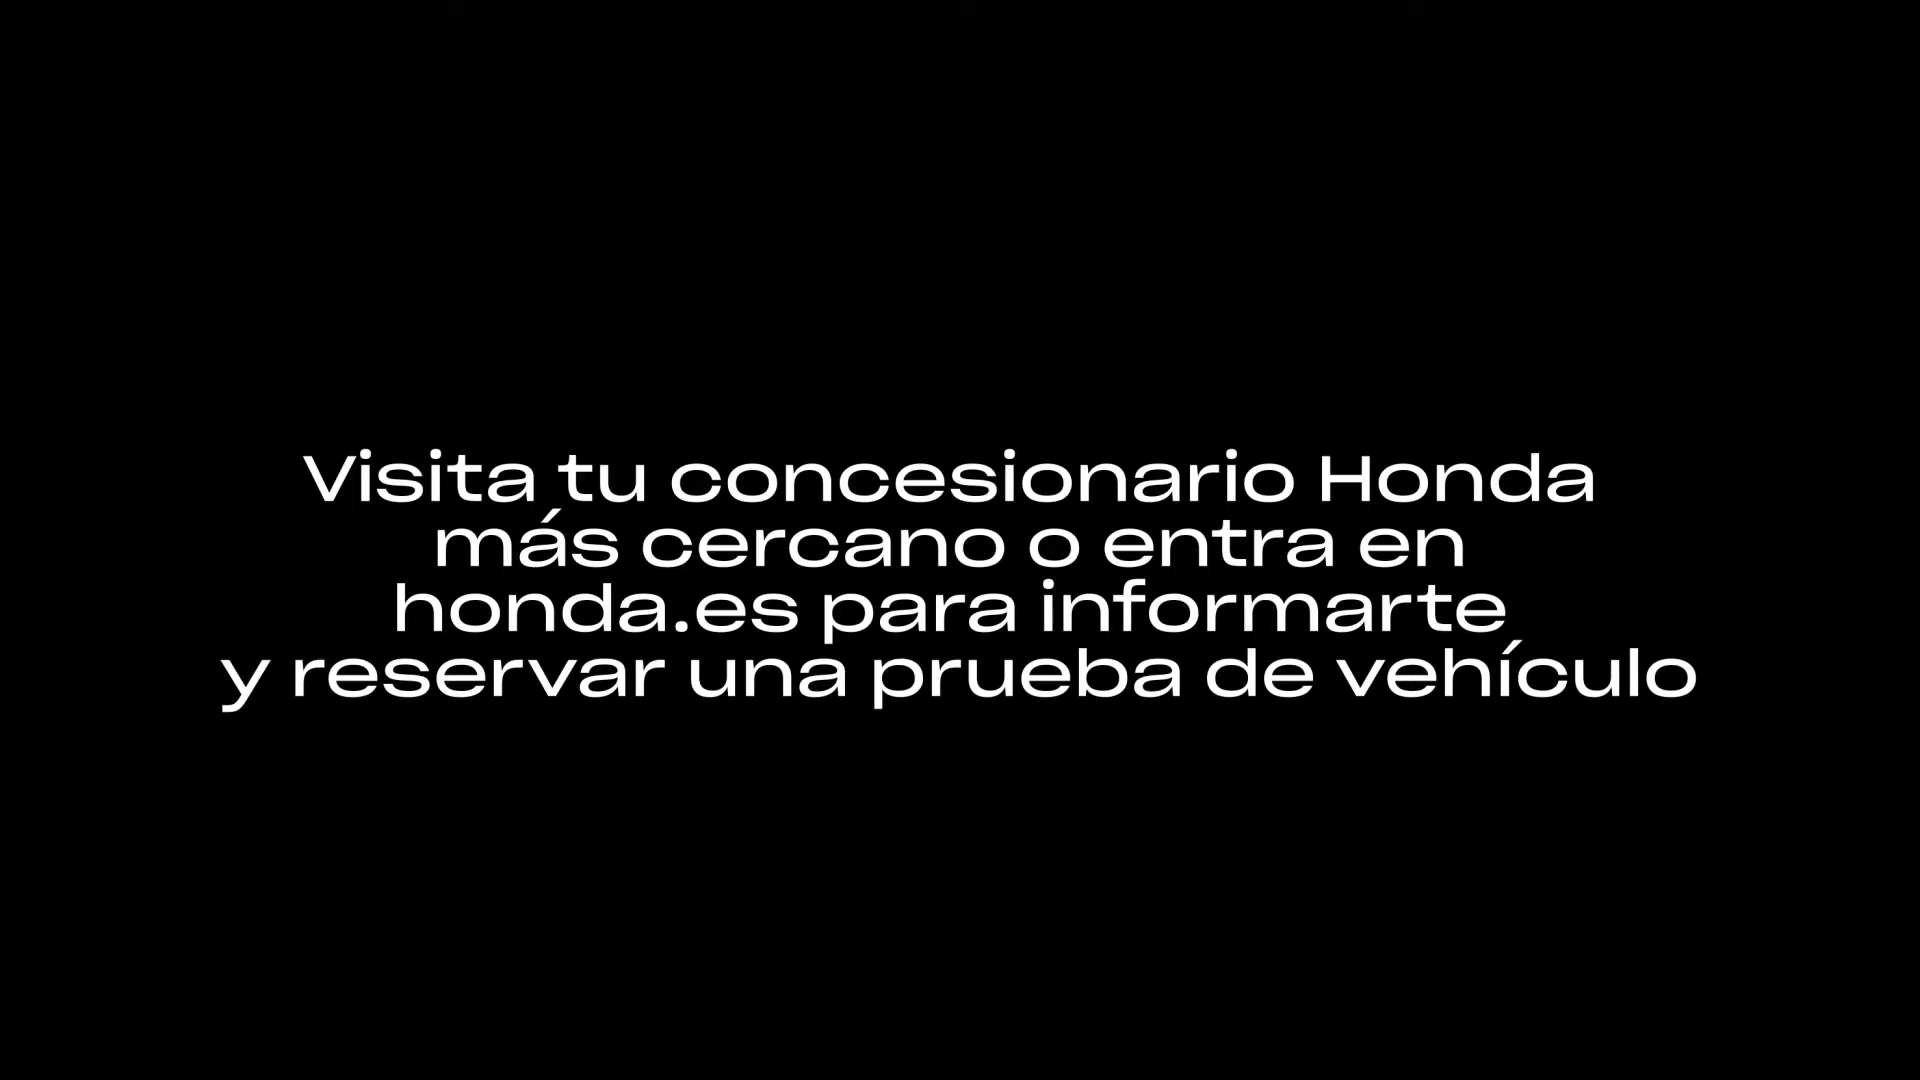 Visita tu concesionario Honda
más cercano o entra en
honda.es para informarte
y reservar una prueba de vehículo